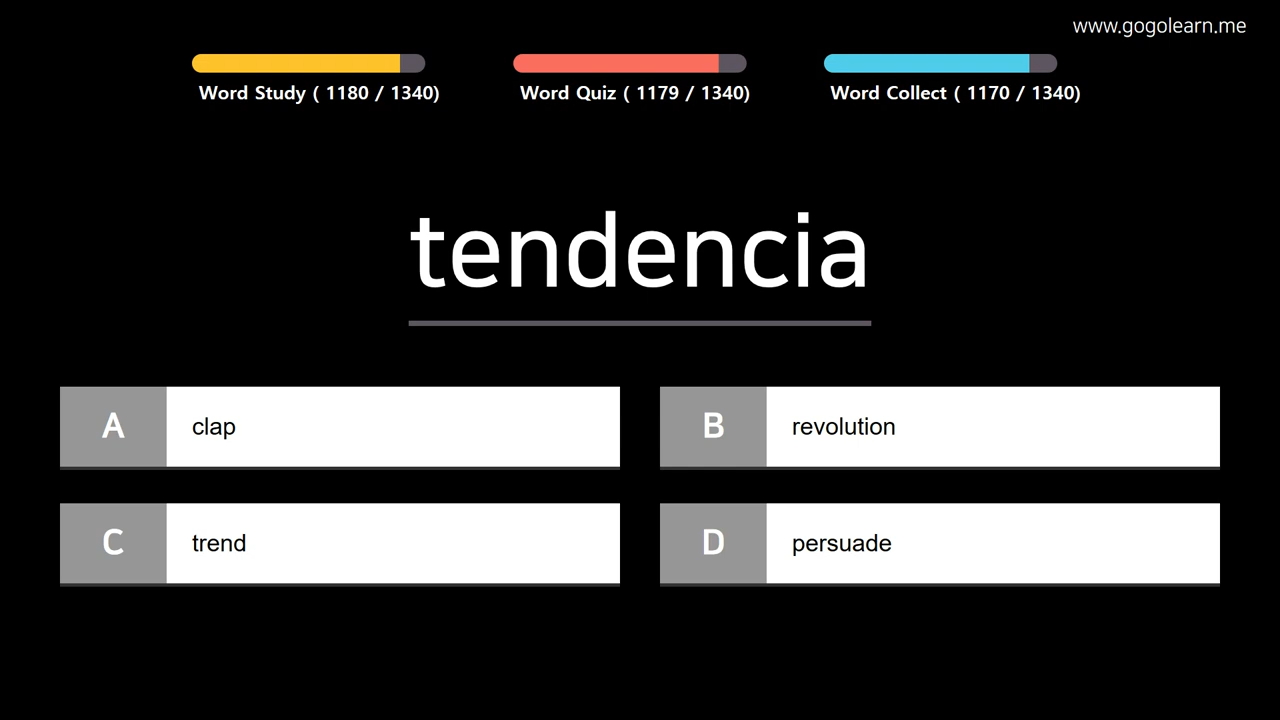 www.gogolearn.me
Word Study ( 1180 / 1340)
Word Quiz ( 1179 / 1340)
Word Collect ( 1170 / 1340)
tendencia
A clap
B revolution
C trend
D persuade